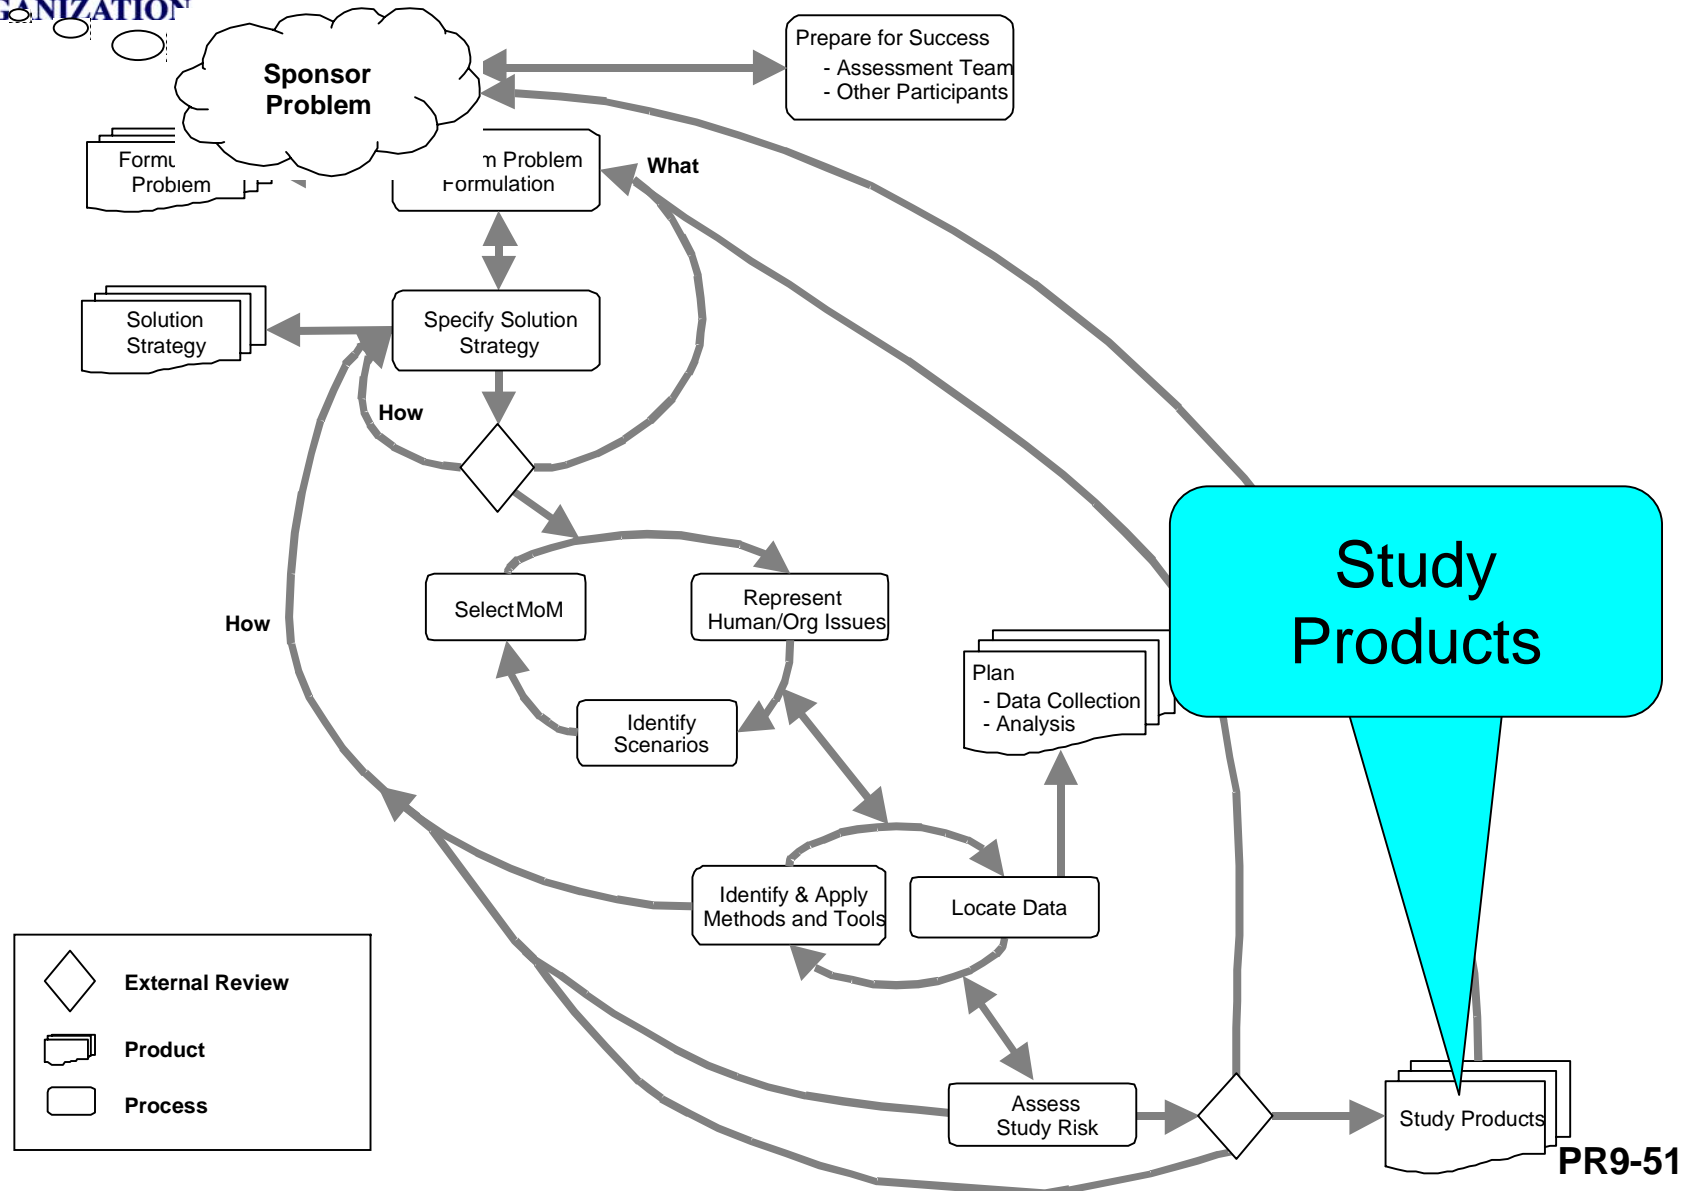 GANIZATION
Sponsor
Problem
Prepare for Success
- Assessment Team
- Other Participants
Problem
m Problem
Formulation
What
Solution
Strategy
Specify Solution
Strategy
How
Select MoM
Represent
Human/Org Issues
How
Identify
Scenarios
Plan
- Data Collection
- Analysis
Study
Products
Identify & Apply
Methods and Tools
Locate Data
External Review
Product
Process
Assess
Study Risk
Study Products
PR9-51